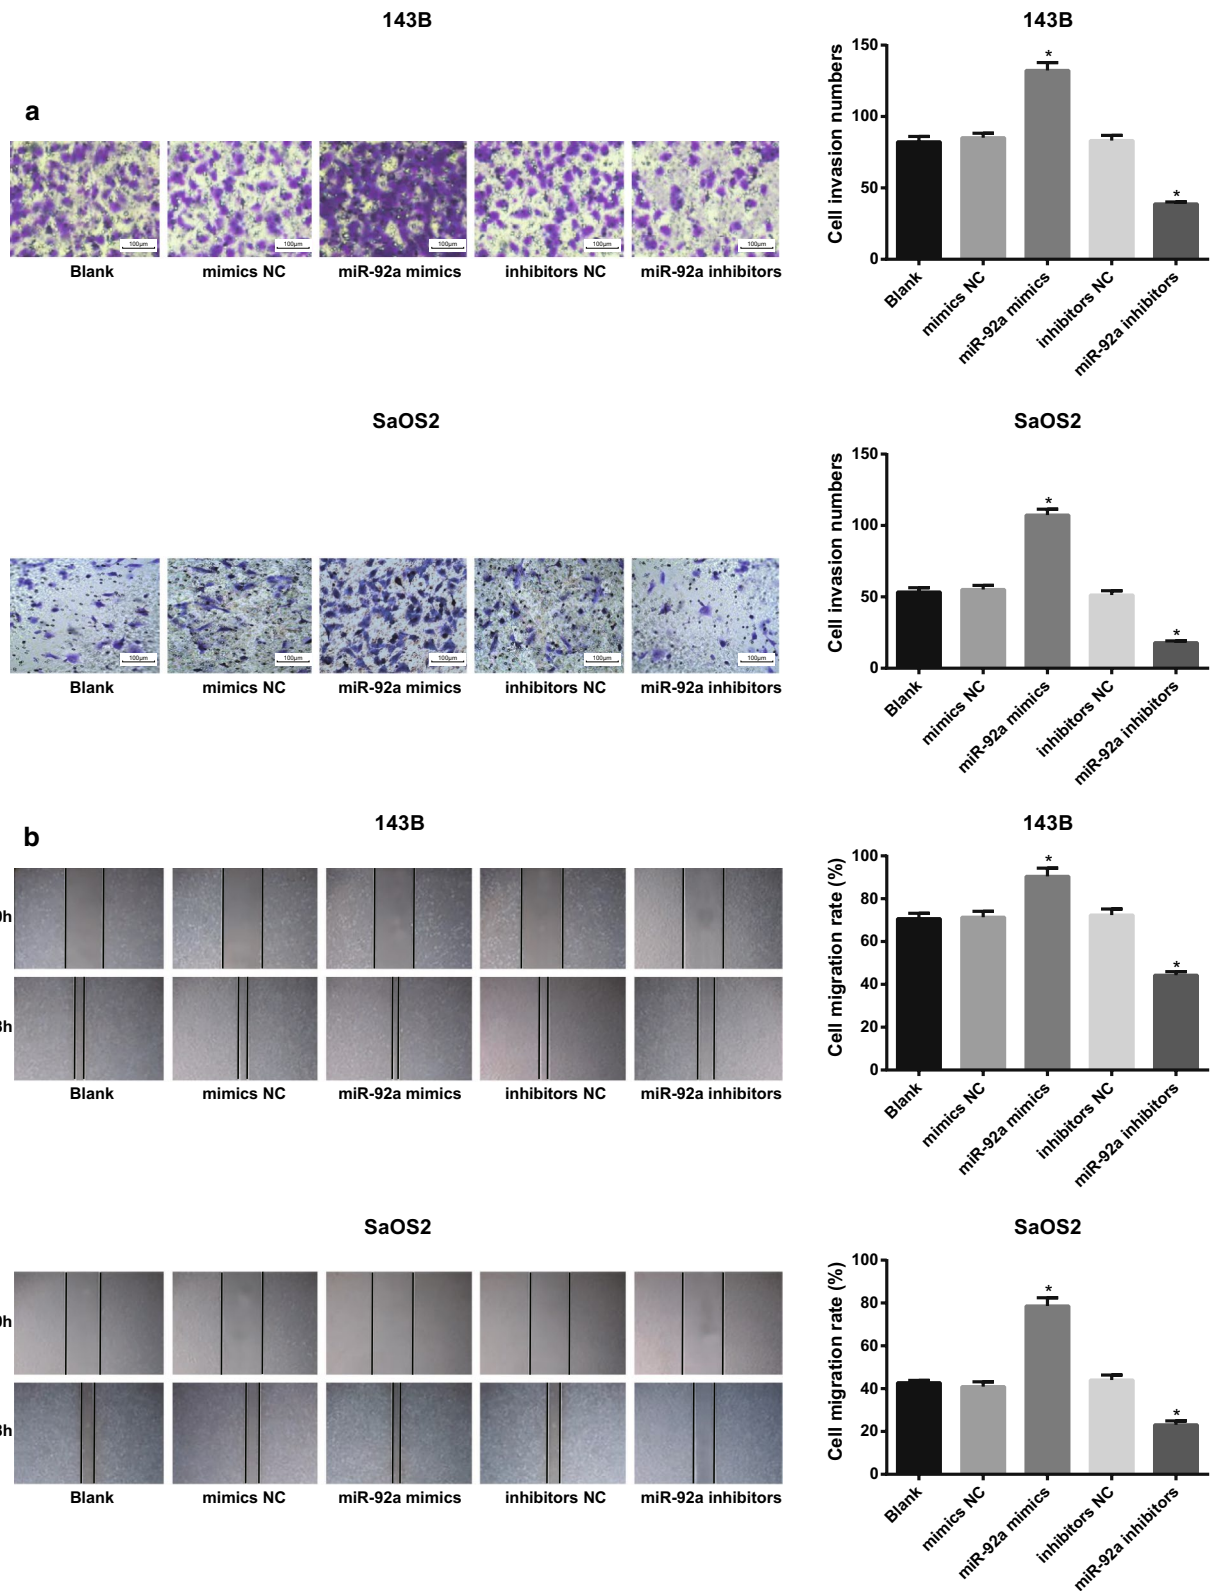 143B
a
100μm 100μm 100μm 100μm 100μm
Blank mimics NC miR-92a mimics inhibitors NC miR-92a inhibitors
143B
Cell invasion numbers
150
100
50
0
Blank
mimics NC
miR-92a mimics
inhibitors NC
miR-92a inhibitors
*
*
SaOS2
100μm 100μm 100μm 100μm 100μm
Blank mimics NC miR-92a mimics inhibitors NC miR-92a inhibitors
SaOS2
Cell invasion numbers
150
100
50
0
Blank
mimics NC
miR-92a mimics
inhibitors NC
miR-92a inhibitors
*
*
b
143B
0h
8h
Blank mimics NC miR-92a mimics inhibitors NC miR-92a inhibitors
143B
Cell migration rate (%)
100
80
60
40
20
0
Blank
mimics NC
miR-92a mimics
inhibitors NC
miR-92a inhibitors
*
*
SaOS2
0h
8h
Blank mimics NC miR-92a mimics inhibitors NC miR-92a inhibitors
SaOS2
Cell migration rate (%)
100
80
60
40
20
0
Blank
mimics NC
miR-92a mimics
inhibitors NC
miR-92a inhibitors
*
*